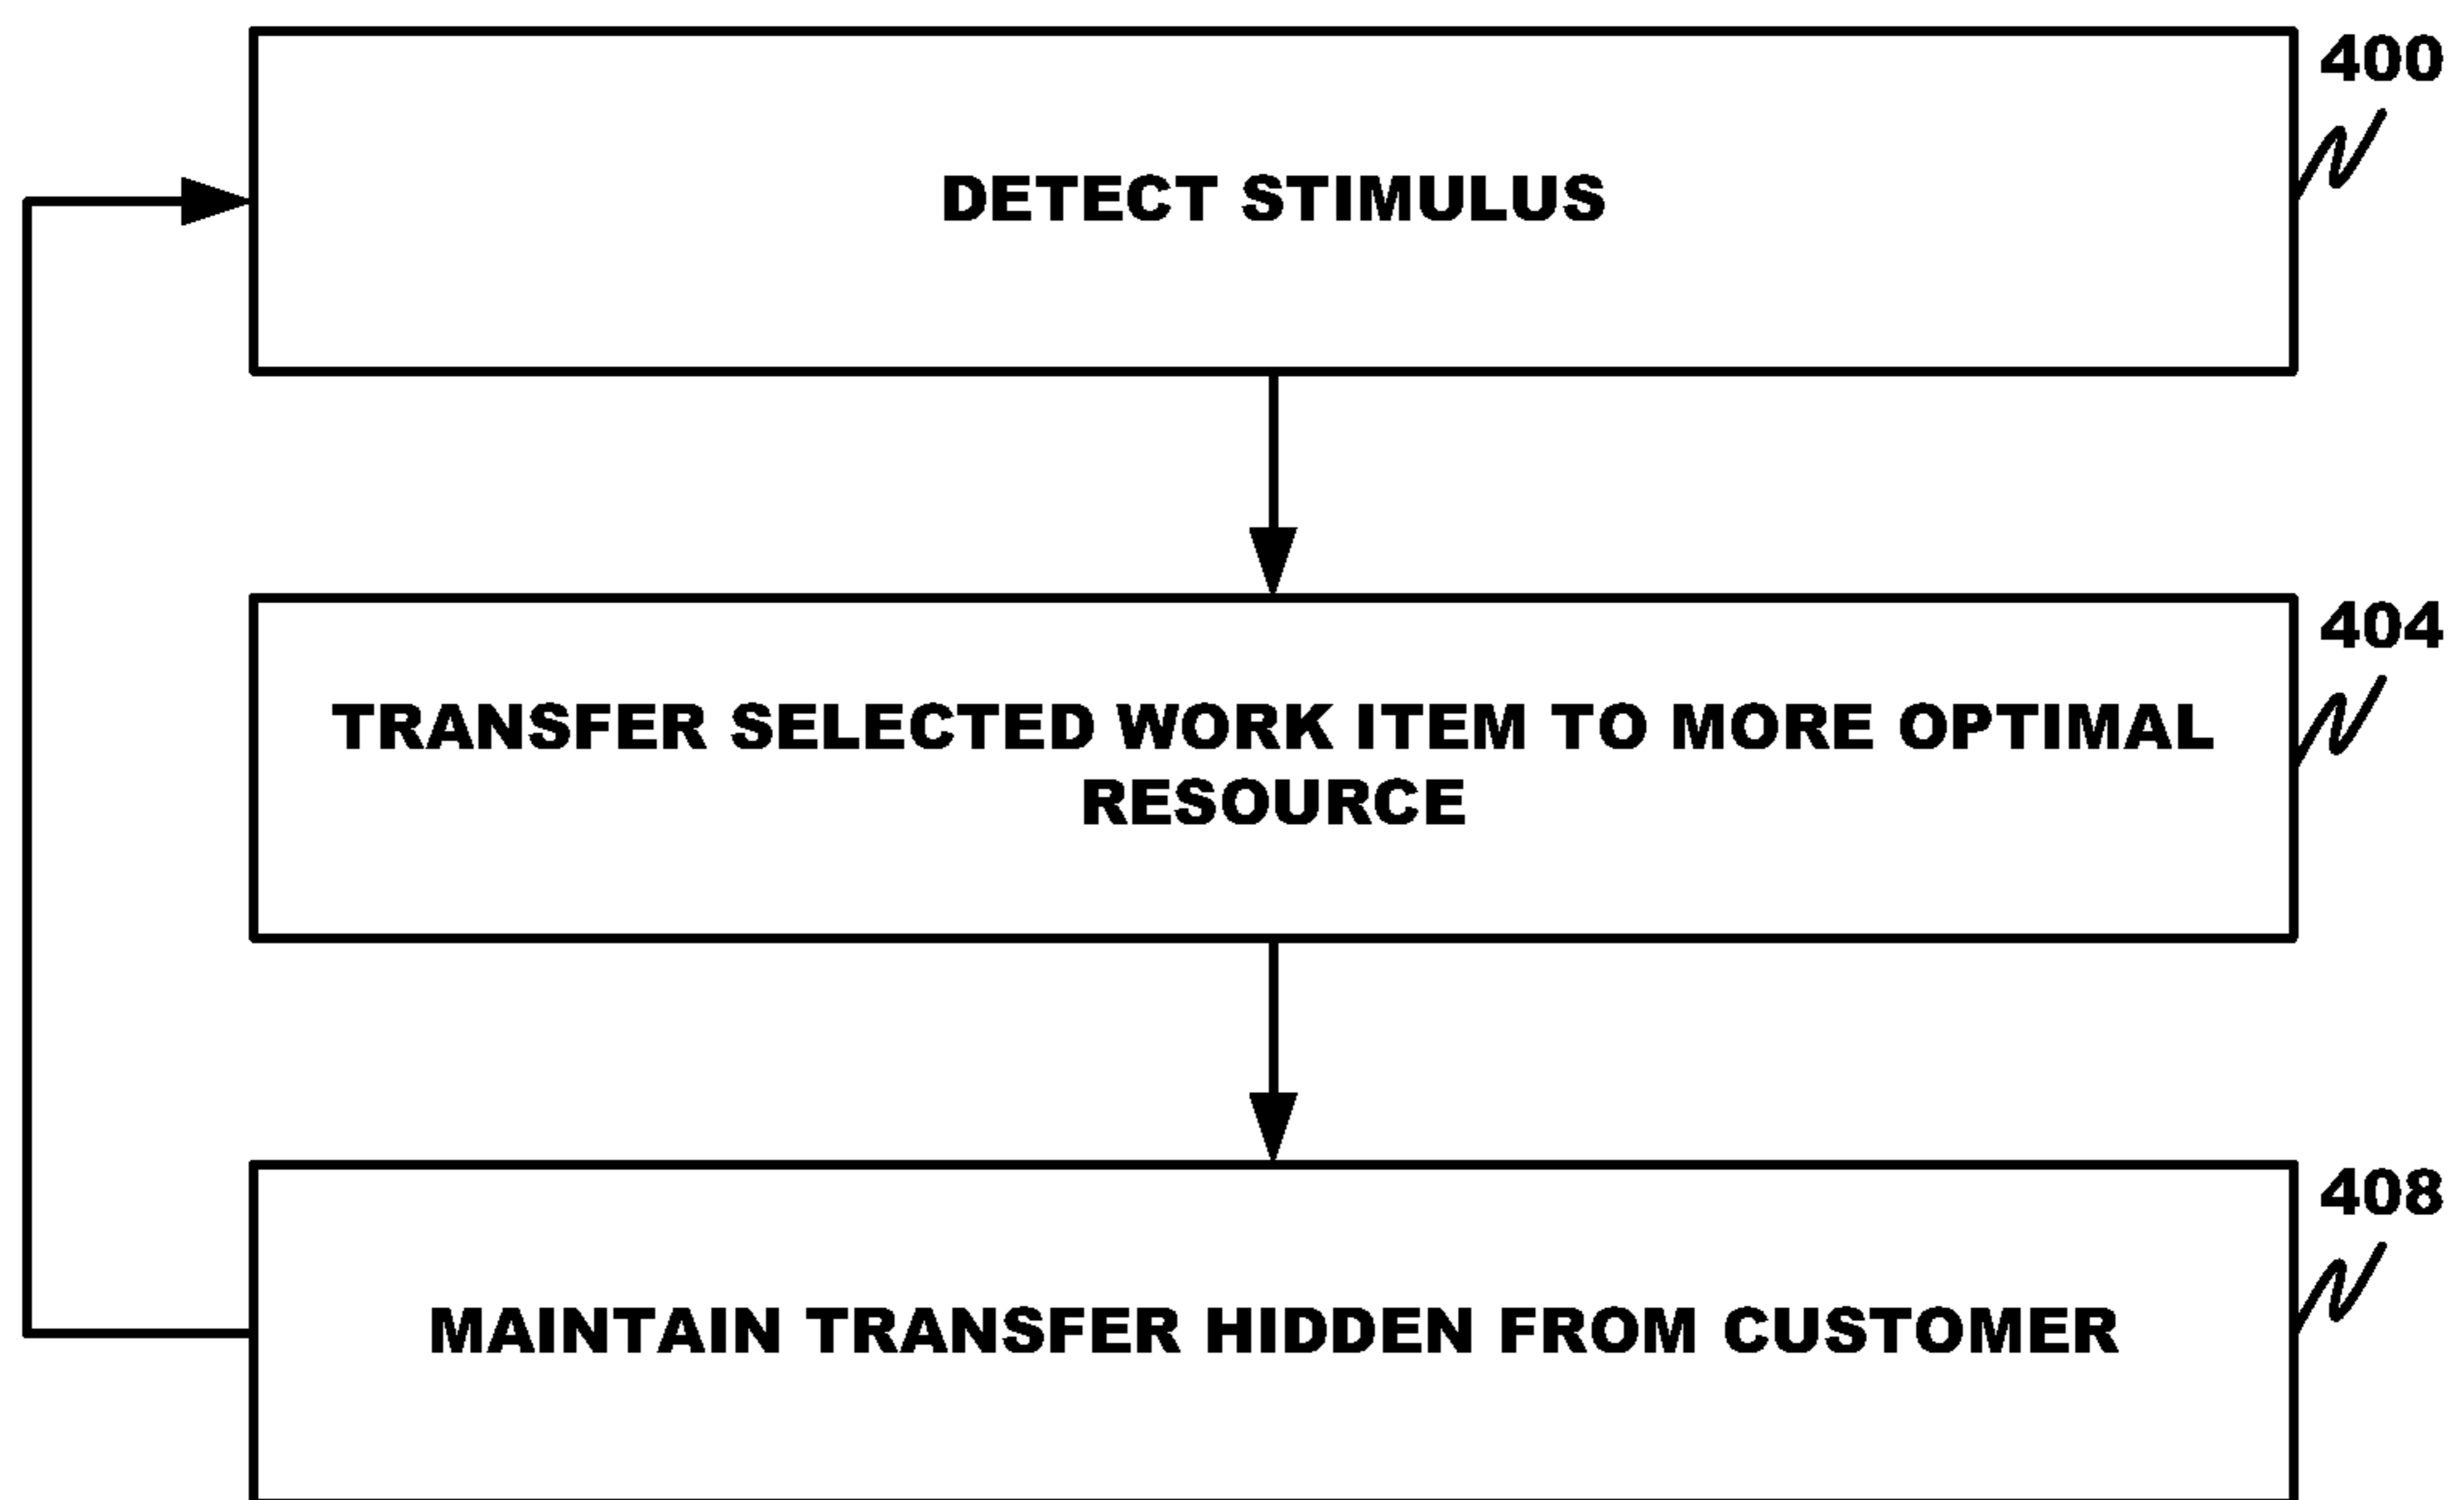 400
DETECT STIMULUS
404
TRANSFER SELECTED WORK ITEM TO MORE OPTIMAL
RESOURCE
408
MAINTAIN TRANSFER HIDDEN FROM CUSTOMER